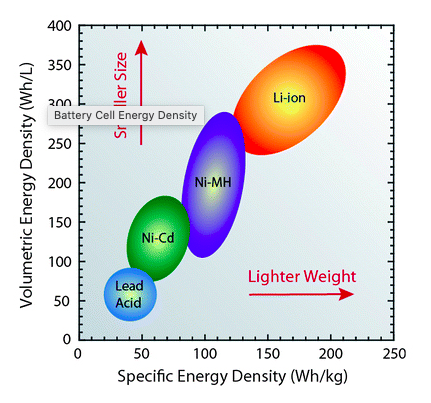 400
350
300
250
200
150
100
50
0
Volumetric Energy Density (Wh/L)
Smaller Size
Battery Cell Energy Density
Li-ion
Ni-MH
Ni-Cd
Lead
Acid
Lighter Weight
0
50
100
150
200
250
Specific Energy Density (Wh/kg)